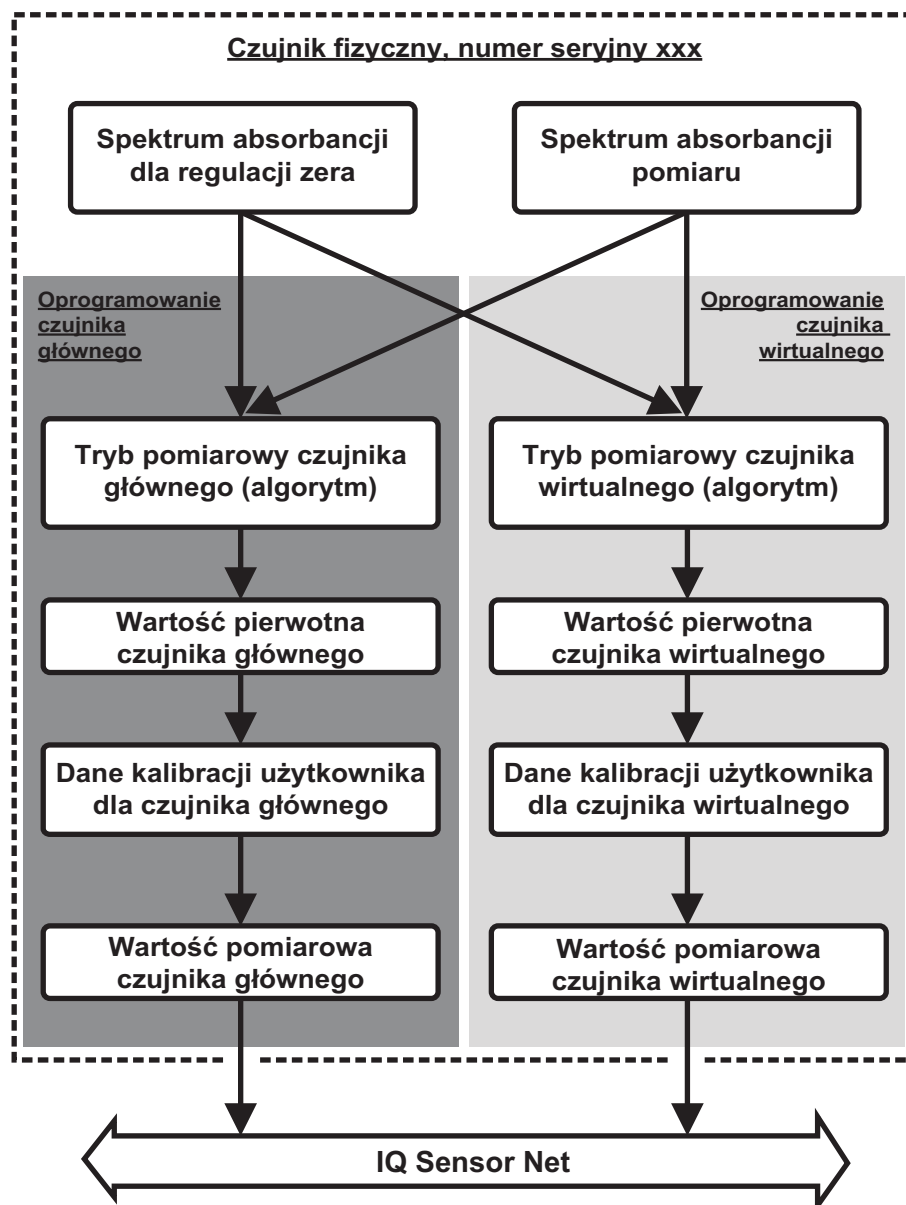 Czujnik fizyczny, numer seryjny xxx
Spektrum absorbancji
dla regulacji zera
Spektrum absorbancji
pomiaru
Oprogramowanie
czujnika
głównego
Oprogramowanie
czujnika
wirtualnego
Tryb pomiarowy czujnika
głównego (algorytm)
Tryb pomiarowy czujnika
wirtualnego (algorytm)
Wartość pierwotna
czujnika głównego
Wartość pierwotna
czujnika wirtualnego
Dane kalibracji użytkownika
dla czujnika głównego
Dane kalibracji użytkownika
dla czujnika wirtualnego
Wartość pomiarowa
czujnika głównego
Wartość pomiarowa
czujnika wirtualnego
IQ Sensor Net